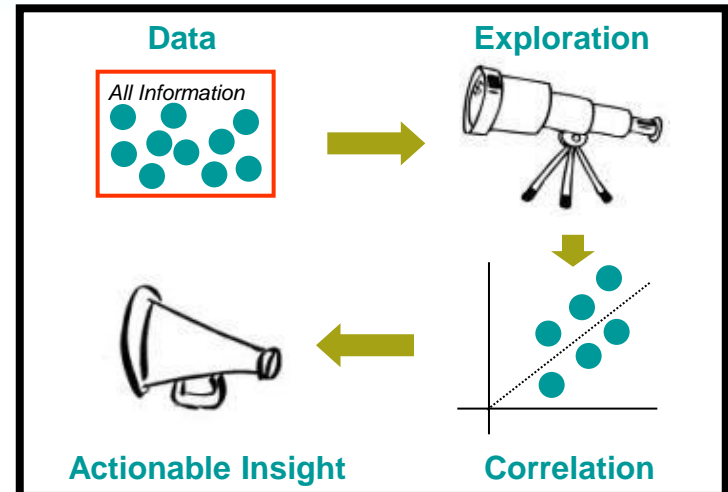 Data
Exploration
All Information
Actionable Insight
Correlation